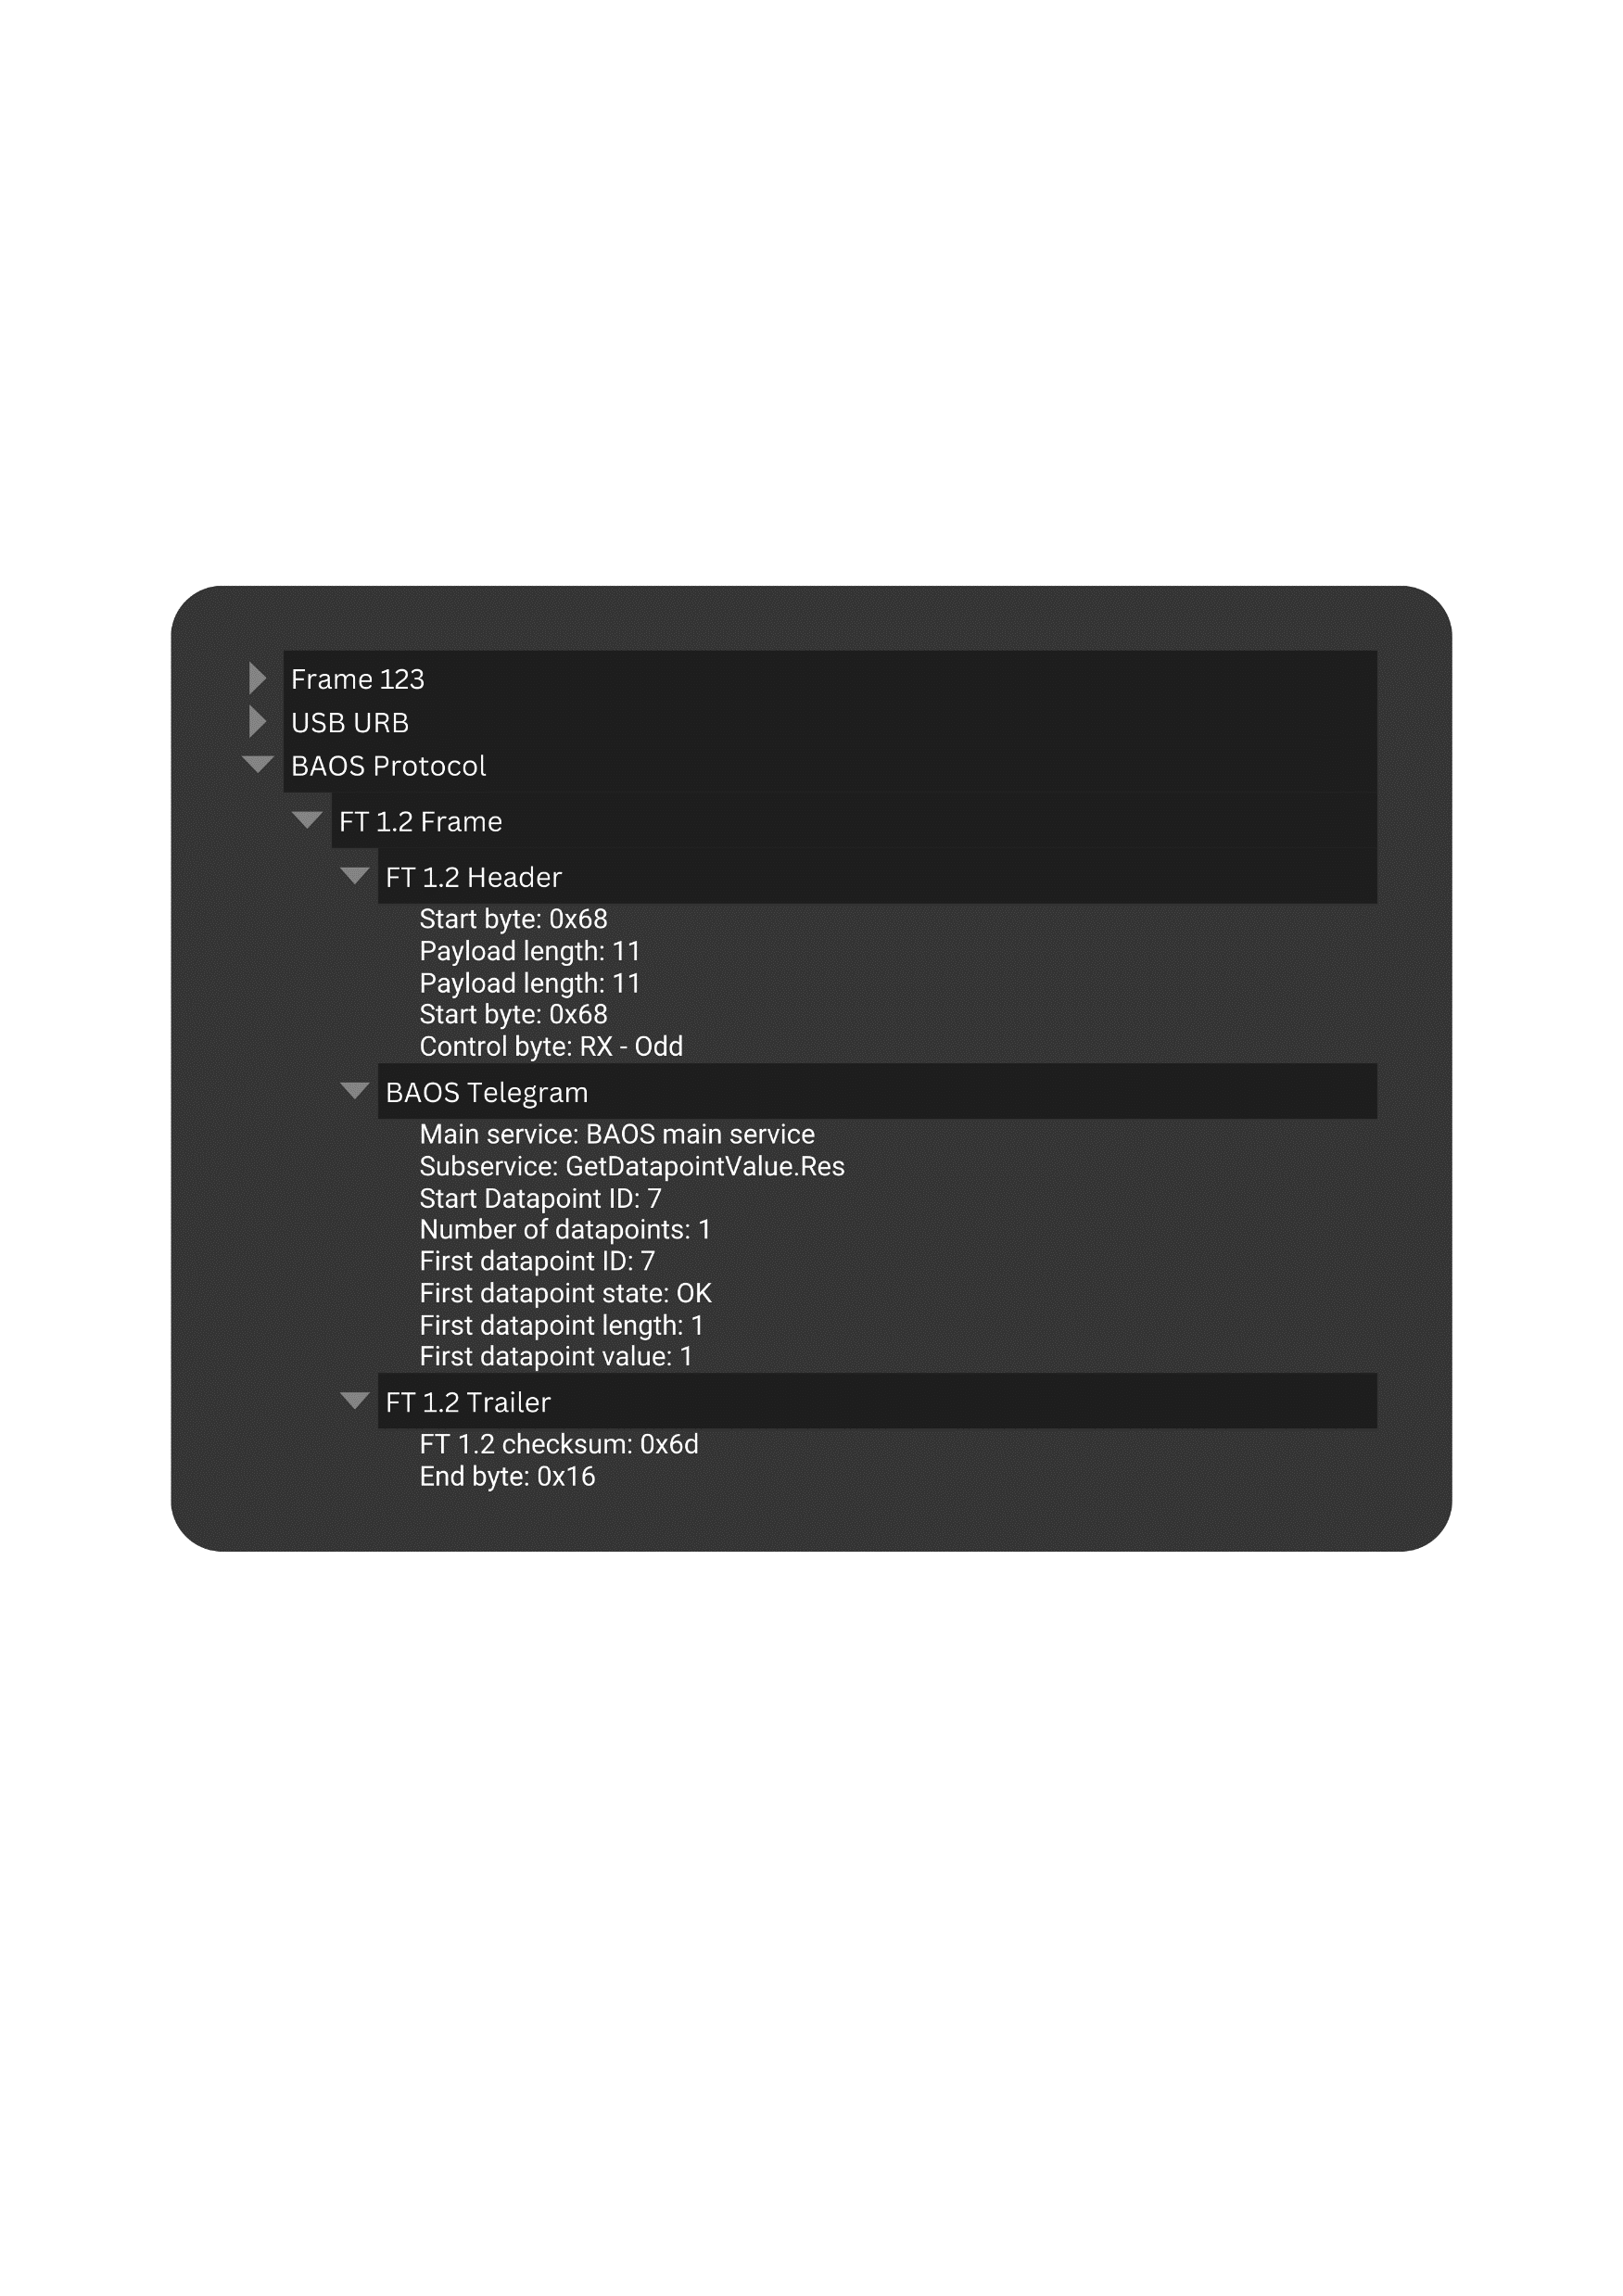 Frame 123
USB URB
BAOS Protocol
FT 1.2 Frame
FT 1.2 Header
Start byte: 0x68
Payload length: 11
Payload length: 11
Start byte: 0x68
Control byte: RX - Odd
BAOS Telegram
Main service: BAOS main service
Subservice: GetDatapointValue.Res
Start Datapoint ID: 7
Number of datapoints: 1
First datapoint ID: 7
First datapoint state: OK
First datapoint length: 1
First datapoint value: 1
FT 1.2 Trailer
FT 1.2 checksum: 0x6d
End byte: 0x16